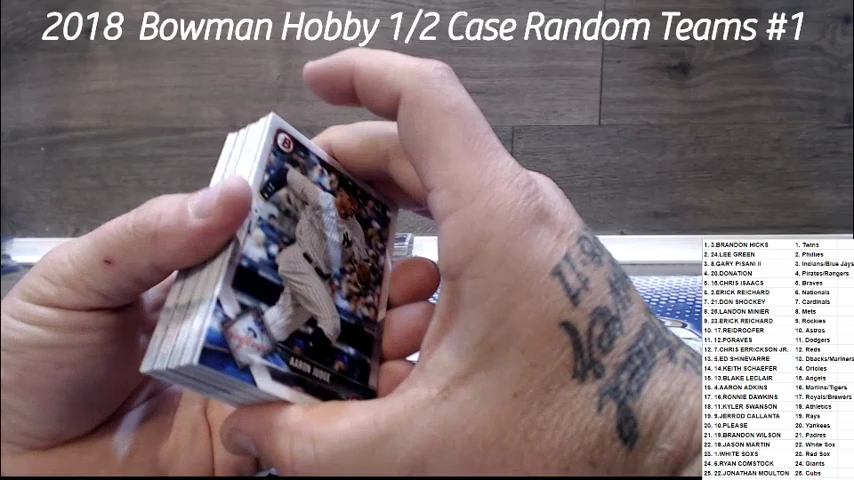 2018 Bowman Hobby 1/2 Case Random Teams #1
B
AARON JUDGE
1. 3.BRANDON HICKS 1. Twins
2. 24.LEE GREEN 2. Phillies
3. 8.GARY PISANI II 3. Indians/Blue Jays
4. 20.DONATION 4. Pirates/Rangers
5. 15.CHRIS ISAACS 5. Braves
6. 2.ERICK REICHARD 6. Nationals
7. 21.DON SHOCKEY 7. Cardinals
8. 26.LANDON MINIER 8. Mets
9. 23.ERICK REICHARD 9. Rockies
10. 17.REIDROOFER 10. Astros
11. 12.PGRAVES 11. Dodgers
12. 7.CHRIS ERRICKSON JR. 12. Reds
13. 5.ED SHINEVARRE 13. Dbacks/Mariners
14. 14.KEITH SCHAEFER 14. Orioles
15. 13.BLAKE LECLAIR 15. Angels
16. 4.AARON ADKINS 16. Marlins/Tigers
17. 16.RONNIE DAWKINS 17. Royals/Brewers
18. 11.KYLER SWANSON 18. Athletics
19. 9.JERROD CALLANTA 19. Rays
20. 10.PLEASE 20. Yankees
21. 19.BRANDON WILSON 21. Padres
22. 18.JASON MARTIN 22. White Sox
23. 1.WHITE SOXS 23. Red Sox
24. 6.RYAN COMSTOCK 24. Giants
25. 22.JONATHAN MOULTON 25. Cubs